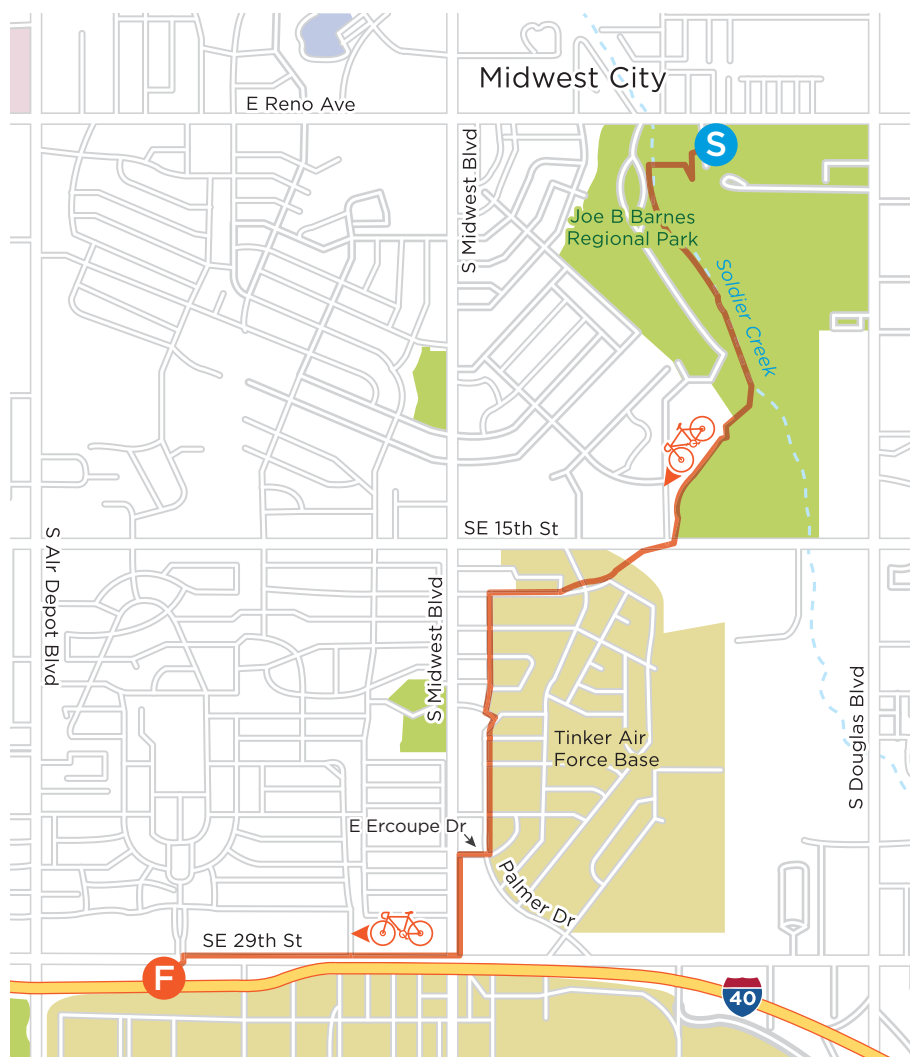 Midwest City
E Reno Ave
S
S Midwest Blvd
Joe B Barnes
Regional Park
Soldier Creek
SE 15th St
S AIr Depot Blvd
S Midwest Blvd
S Douglas Blvd
Tinker Air
Force Base
E Ercoupe Dr
Palmer Dr
SE 29th St
F
40